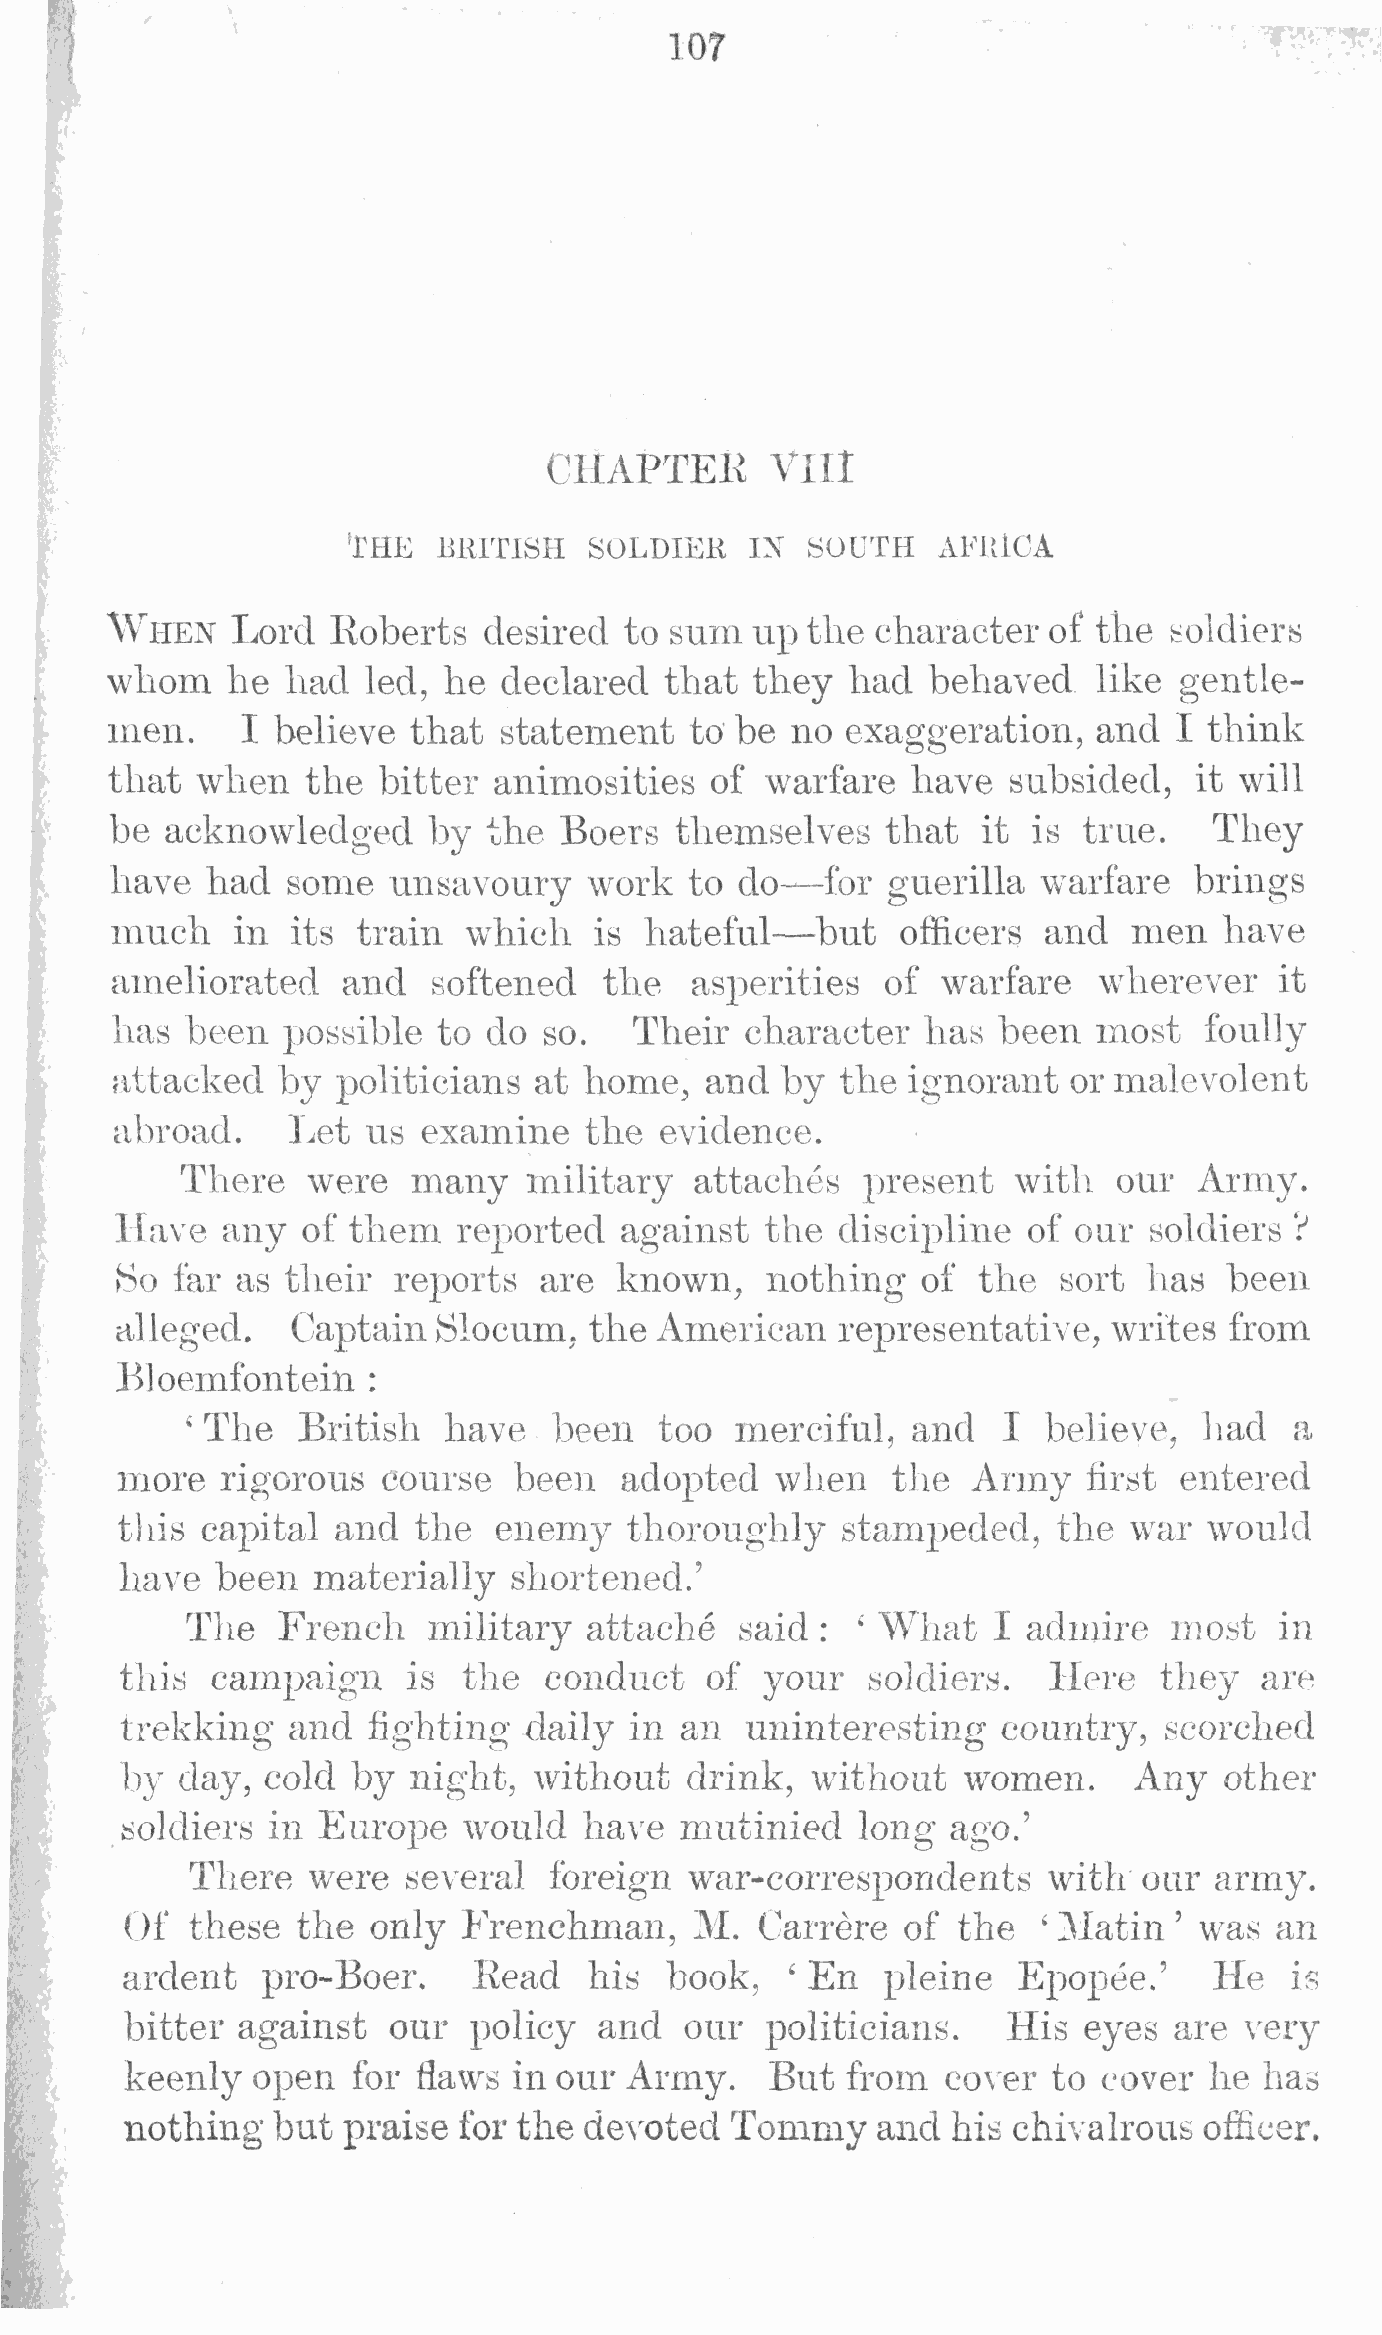 107
CHAPTER VIII
THE BRITISH SOLDIER IN SOUTH AFRICA
WHEN Lord Roberts desired to sum up the character of the soldiers
whom he had led, he declared that they had behaved like gentle-
men. I believe that statement to be no exaggeration, and I think
that when the bitter animosities of warfare have subsided, it will
be acknowledged by the Boers themselves that it is true. They
have had some unsavoury work to do—for guerilla warfare brings
much in its train which is hateful—but officers and men have
ameliorated and softened the asperities of warfare wherever it
has been possible to do so. Their character has been most foully
attacked by politicians at home, and by the ignorant or malevolent
abroad. Let us examine the evidence.
There were many military attachés present with our Army.
Have any of them reported against the discipline of our soldiers ?
So far as their reports are known, nothing of the sort has been
alleged. Captain Slocum, the American representative, writes from
Bloemfontein :
‘ The British have been too merciful, and I believe, had a
more rigorous course been adopted when the Army first entered
this capital and the enemy thoroughly stampeded, the war would
have been materially shortened.’
The French military attaché said : ‘ What I admire most in
this campaign is the conduct of your soldiers. Here they are
trekking and fighting daily in an uninteresting country, scorched
by day, cold by night, without drink, without women. Any other
soldiers in Europe would have mutinied long ago.’
There were several foreign war-correspondents with our army.
Of these the only Frenchman, M. Carrère of the ‘ Matin ’ was an
ardent pro-Boer. Read his book, ‘ En pleine Epopée.’ He is
bitter against our policy and our politicians. His eyes are very
keenly open for flaws in our Army. But from cover to cover he has
nothing but praise for the devoted Tommy and his chivalrous officer.